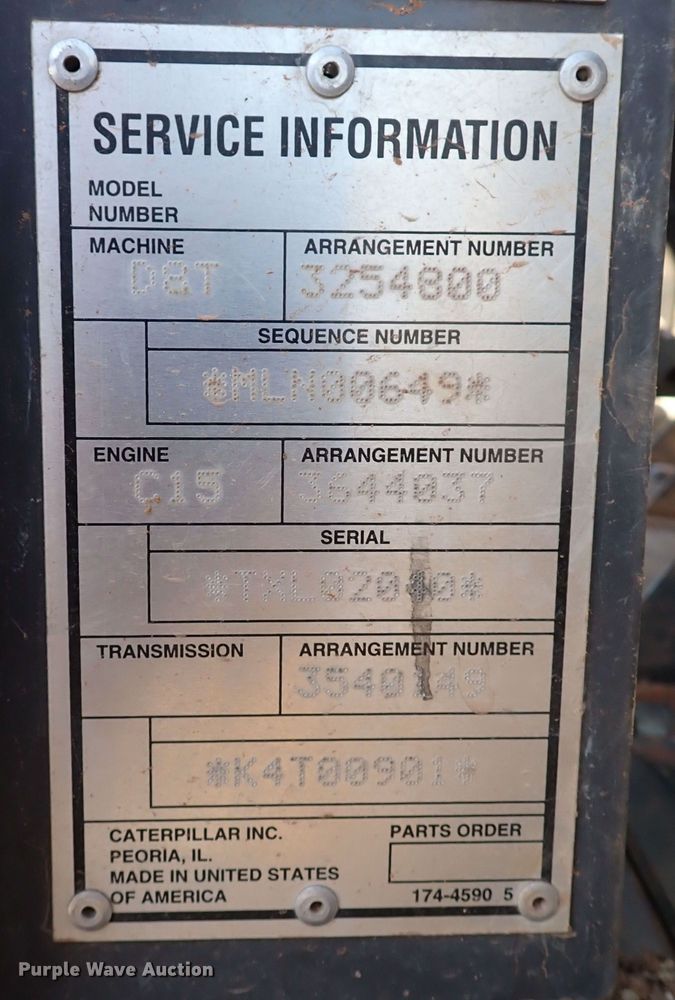 SERVICE INFORMATION
MODEL
NUMBER
MACHINE ARRANGEMENT NUMBER
D8T 3254800
SEQUENCE NUMBER
*MLN00649*
ENGINE ARRANGEMENT NUMBER
C15 3644037
SERIAL
TRANSMISSION ARRANGEMENT NUMBER
*K4T00901*
CATERPILLAR INC. PARTS ORDER
PEORIA, IL.
MADE IN UNITED STATES
OF AMERICA 174-4590 5
Purple Wave Auction